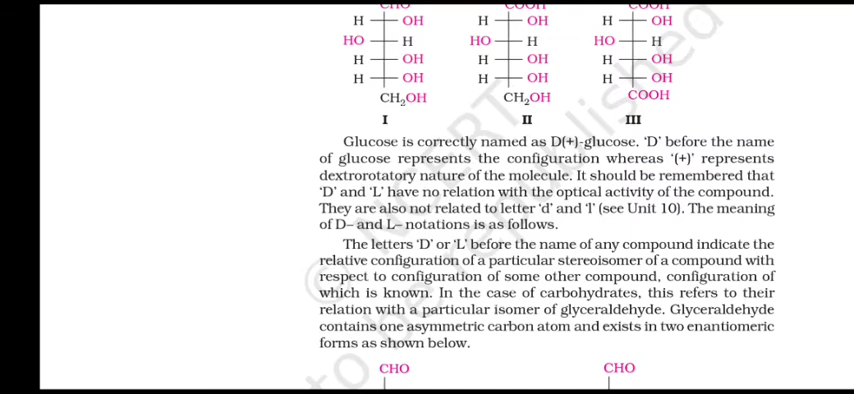 CHO COOH COOH
H OH H OH H OH
HO H HO H HO H
H OH H OH H OH
H OH H OH H OH
CH2OH CH2OH COOH
I II III
Glucose is correctly named as D(+)-glucose. ‘D’ before the name
of glucose represents the configuration whereas ‘(+)’ represents
dextrorotatory nature of the molecule. It should be remembered that
‘D’ and ‘L’ have no relation with the optical activity of the compound.
They are also not related to letter ‘d’ and ‘l’ (see Unit 10). The meaning
of D– and L– notations is as follows.
The letters ‘D’ or ‘L’ before the name of any compound indicate the
relative configuration of a particular stereoisomer of a compound with
respect to configuration of some other compound, configuration of
which is known. In the case of carbohydrates, this refers to their
relation with a particular isomer of glyceraldehyde. Glyceraldehyde
contains one asymmetric carbon atom and exists in two enantiomeric
forms as shown below.
CHO CHO
© NCERT
to be republished